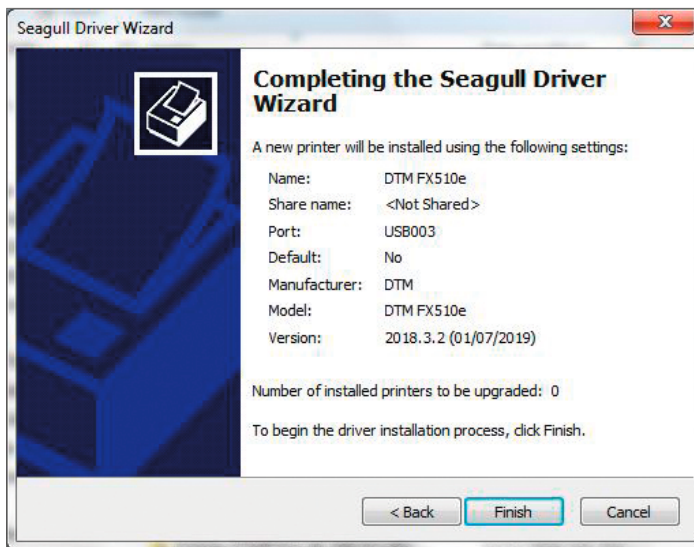 Seagull Driver Wizard
Completing the Seagull Driver
Wizard
A new printer will be installed using the following settings:
Name: DTM FX510e
Share name: <Not Shared>
Port: USB003
Default: No
Manufacturer: DTM
Model: DTM FX510e
Version: 2018.3.2 (01/07/2019)
Number of installed printers to be upgraded: 0
To begin the driver installation process, click Finish.
< Back Finish Cancel